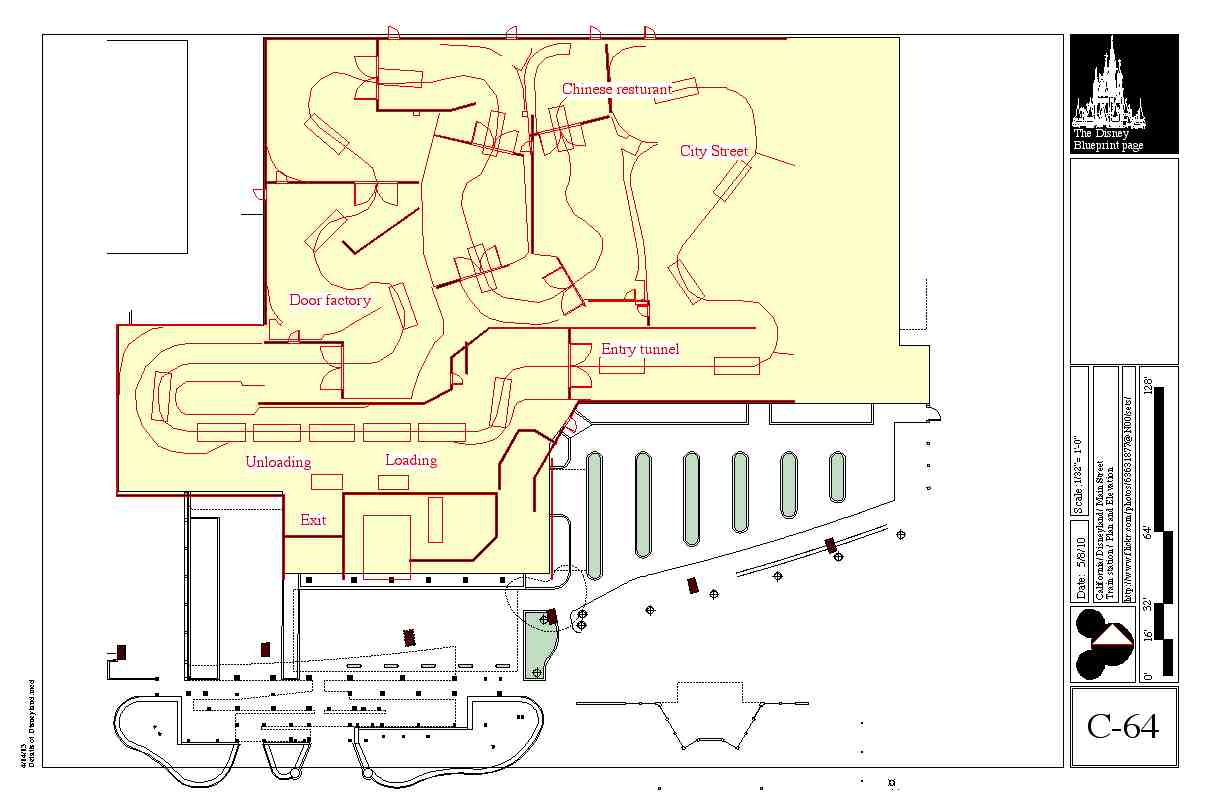 Chinese resturant
City Street
Door factory
Entry tunnel
Unloading
Loading
Exit
The Disney
Blueprint page
Scale :1/32"= 1'-0"
Date: 5/8/10
California/Disneyland/ Main Street
Train station/ Plan and Elevation
http://www.flickr.com/photos/63631877@N00/sets/
128'
64'
32'
16'
0'
C-64
4/04/03
Details of Disneyland.mcd